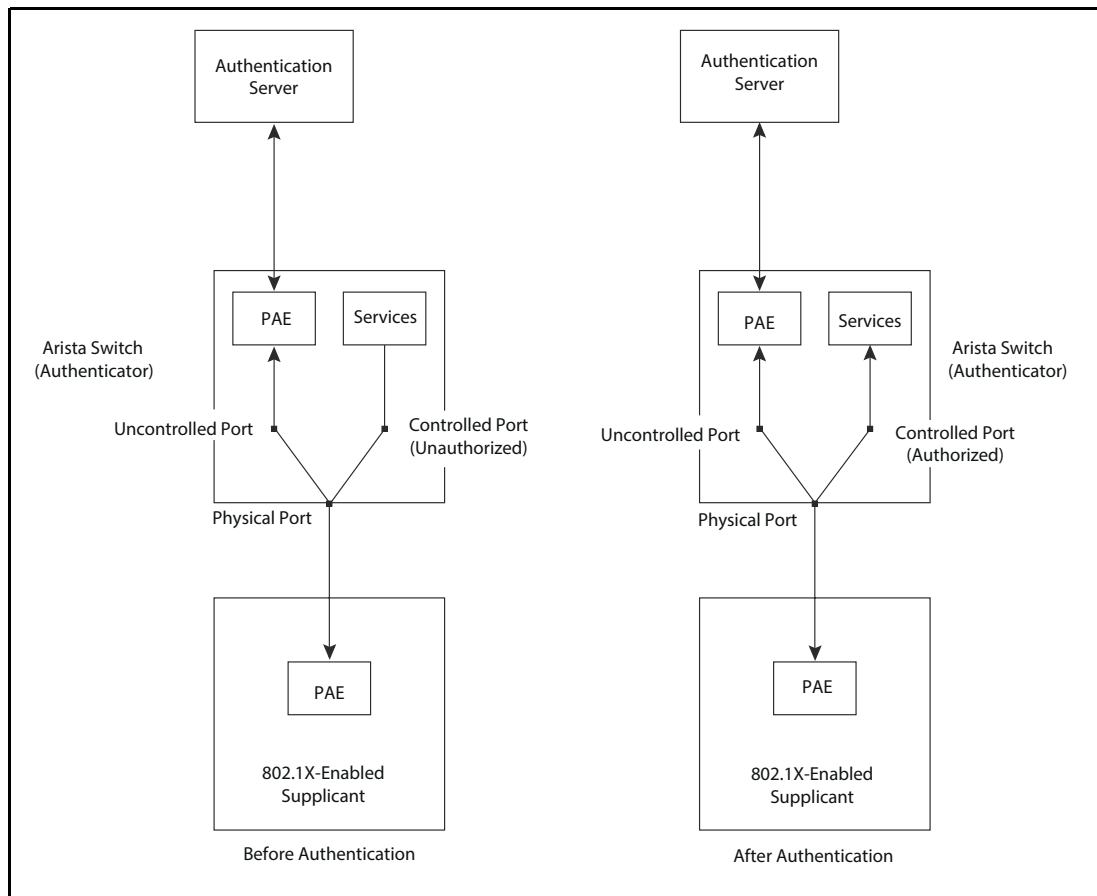 Authentication
Server
PAE
Services
Arista Switch
(Authenticator)
Uncontrolled Port
Controlled Port
(Unauthorized)
Physical Port
PAE
802.1X-Enabled
Supplicant
Before Authentication
Authentication
Server
PAE
Services
Arista Switch
(Authenticator)
Uncontrolled Port
Controlled Port
(Authorized)
Physical Port
PAE
802.1X-Enabled
Supplicant
After Authentication